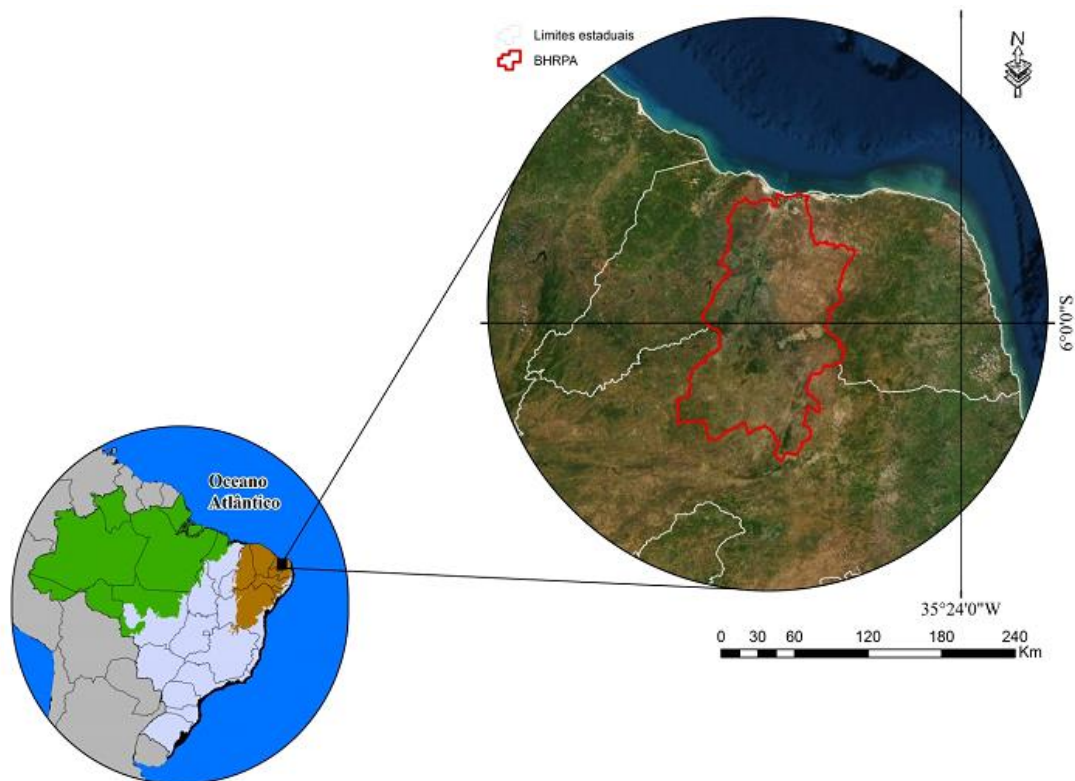 Limites estaduais
BHRPA
N
6°0'0"S
Oceano
Atlântico
35°24'0"W
0 30 60 120 180 240
Km